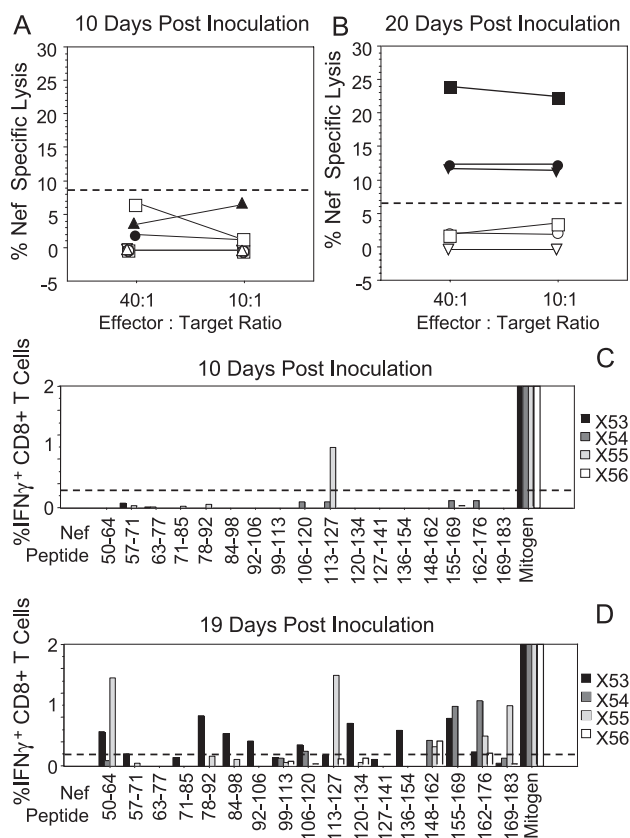 A 10 Days Post Inoculation
% Nef Specific Lysis
30
25
20
15
10
5
0
-5
40:1 10:1
Effector : Target Ratio
B 20 Days Post Inoculation
% Nef Specific Lysis
30
25
20
15
10
5
0
-5
40:1 10:1
Effector : Target Ratio
10 Days Post Inoculation C
%IFNγ+ CD8+ T Cells
2
1
0
X53
X54
X55
X56
Nef Peptide
50-64
57-71
63-77
71-85
78-92
84-98
92-106
99-113
106-120
113-127
120-134
127-141
136-154
148-162
155-169
162-176
169-183
Mitogen
19 Days Post Inoculation D
%IFNγ+ CD8+ T Cells
2
1
0
X53
X54
X55
X56
Nef Peptide
50-64
57-71
71-85
78-92
84-98
92-106
99-113
106-120
113-127
120-134
127-141
136-154
148-162
155-169
162-176
169-183
Mitogen